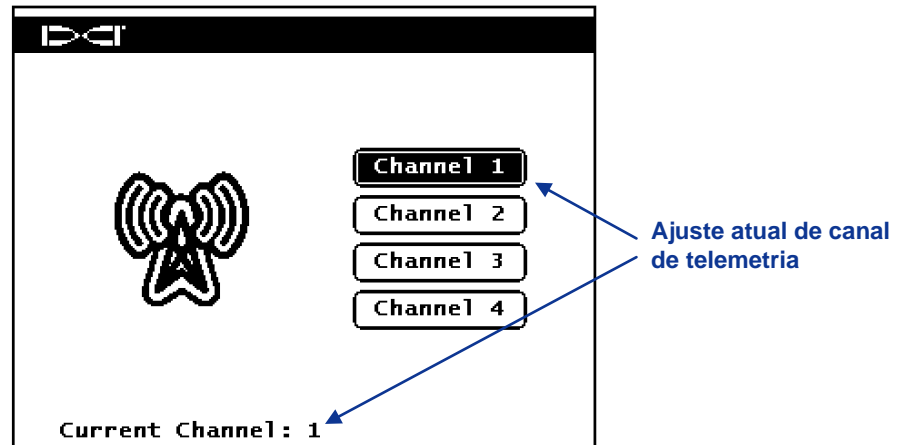 DCI
Channel 1
Channel 2
Channel 3
Channel 4
Ajuste atual de canal
de telemetria
Current Channel: 1